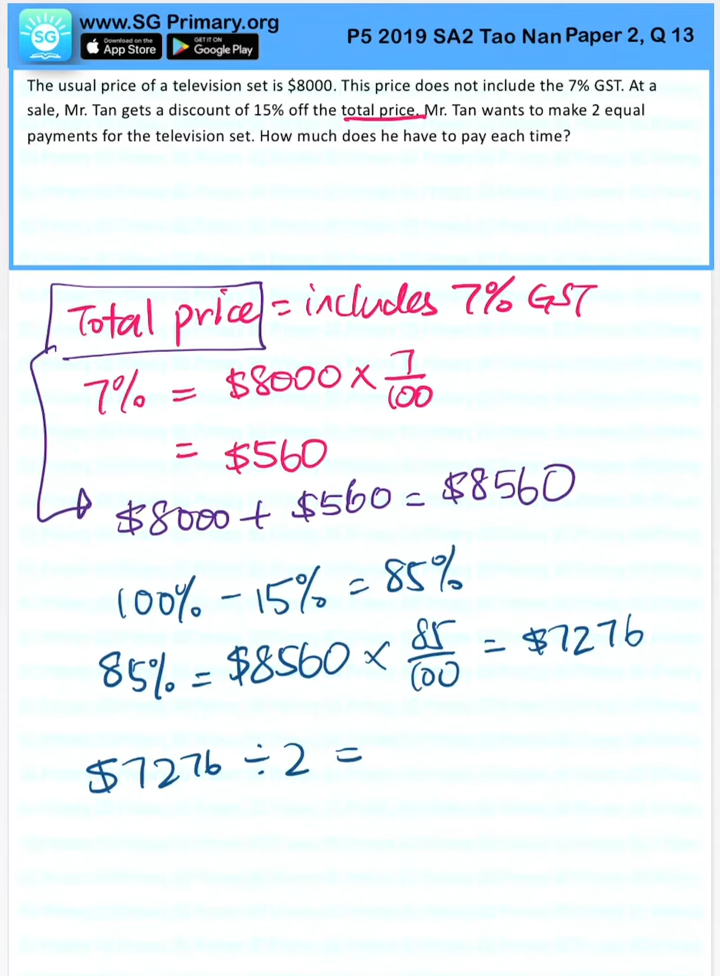 www.SG Primary.org
SG
Download on the
App Store
GET IT ON
Google Play
P5 2019 SA2 Tao Nan Paper 2, Q 13
The usual price of a television set is $8000. This price does not include the 7% GST. At a
sale, Mr. Tan gets a discount of 15% off the total price. Mr. Tan wants to make 2 equal
payments for the television set. How much does he have to pay each time?
Total price = includes 7% GST
7% = $8000 × 7/100
= $560
$8000 + $560 = $8560
100% - 15% = 85%
85% = $8560 × 85/100 = $7276
$7276 ÷ 2 =